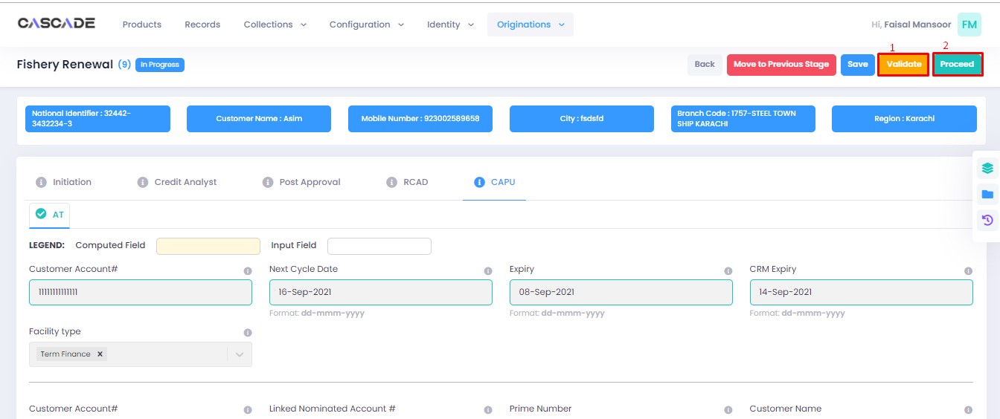 CASCADE Products Records Collections Configuration Identity Originations Hi, Faisal Mansoor FM
1 2
Fishery Renewal (9) In Progress Back Move to Previous Stage Save Validate Proceed
National Identifier : 32442-
3432234-3
Customer Name : Asim
Mobile Number : 923002589658
City : fsdsfd
Branch Code : 1757-STEEL TOWN
SHIP KARACHI
Region : Karachi
Initiation Credit Analyst Post Approval RCAD CAPU
AT
LEGEND: Computed Field Input Field
Customer Account# Next Cycle Date Expiry CRM Expiry
11111111111111 16-Sep-2021 08-Sep-2021 14-Sep-2021
Format: dd-mmm-yyyy Format: dd-mmm-yyyy Format: dd-mmm-yyyy
Facility type
Term Finance x
Customer Account# Linked Nominated Account # Prime Number Customer Name